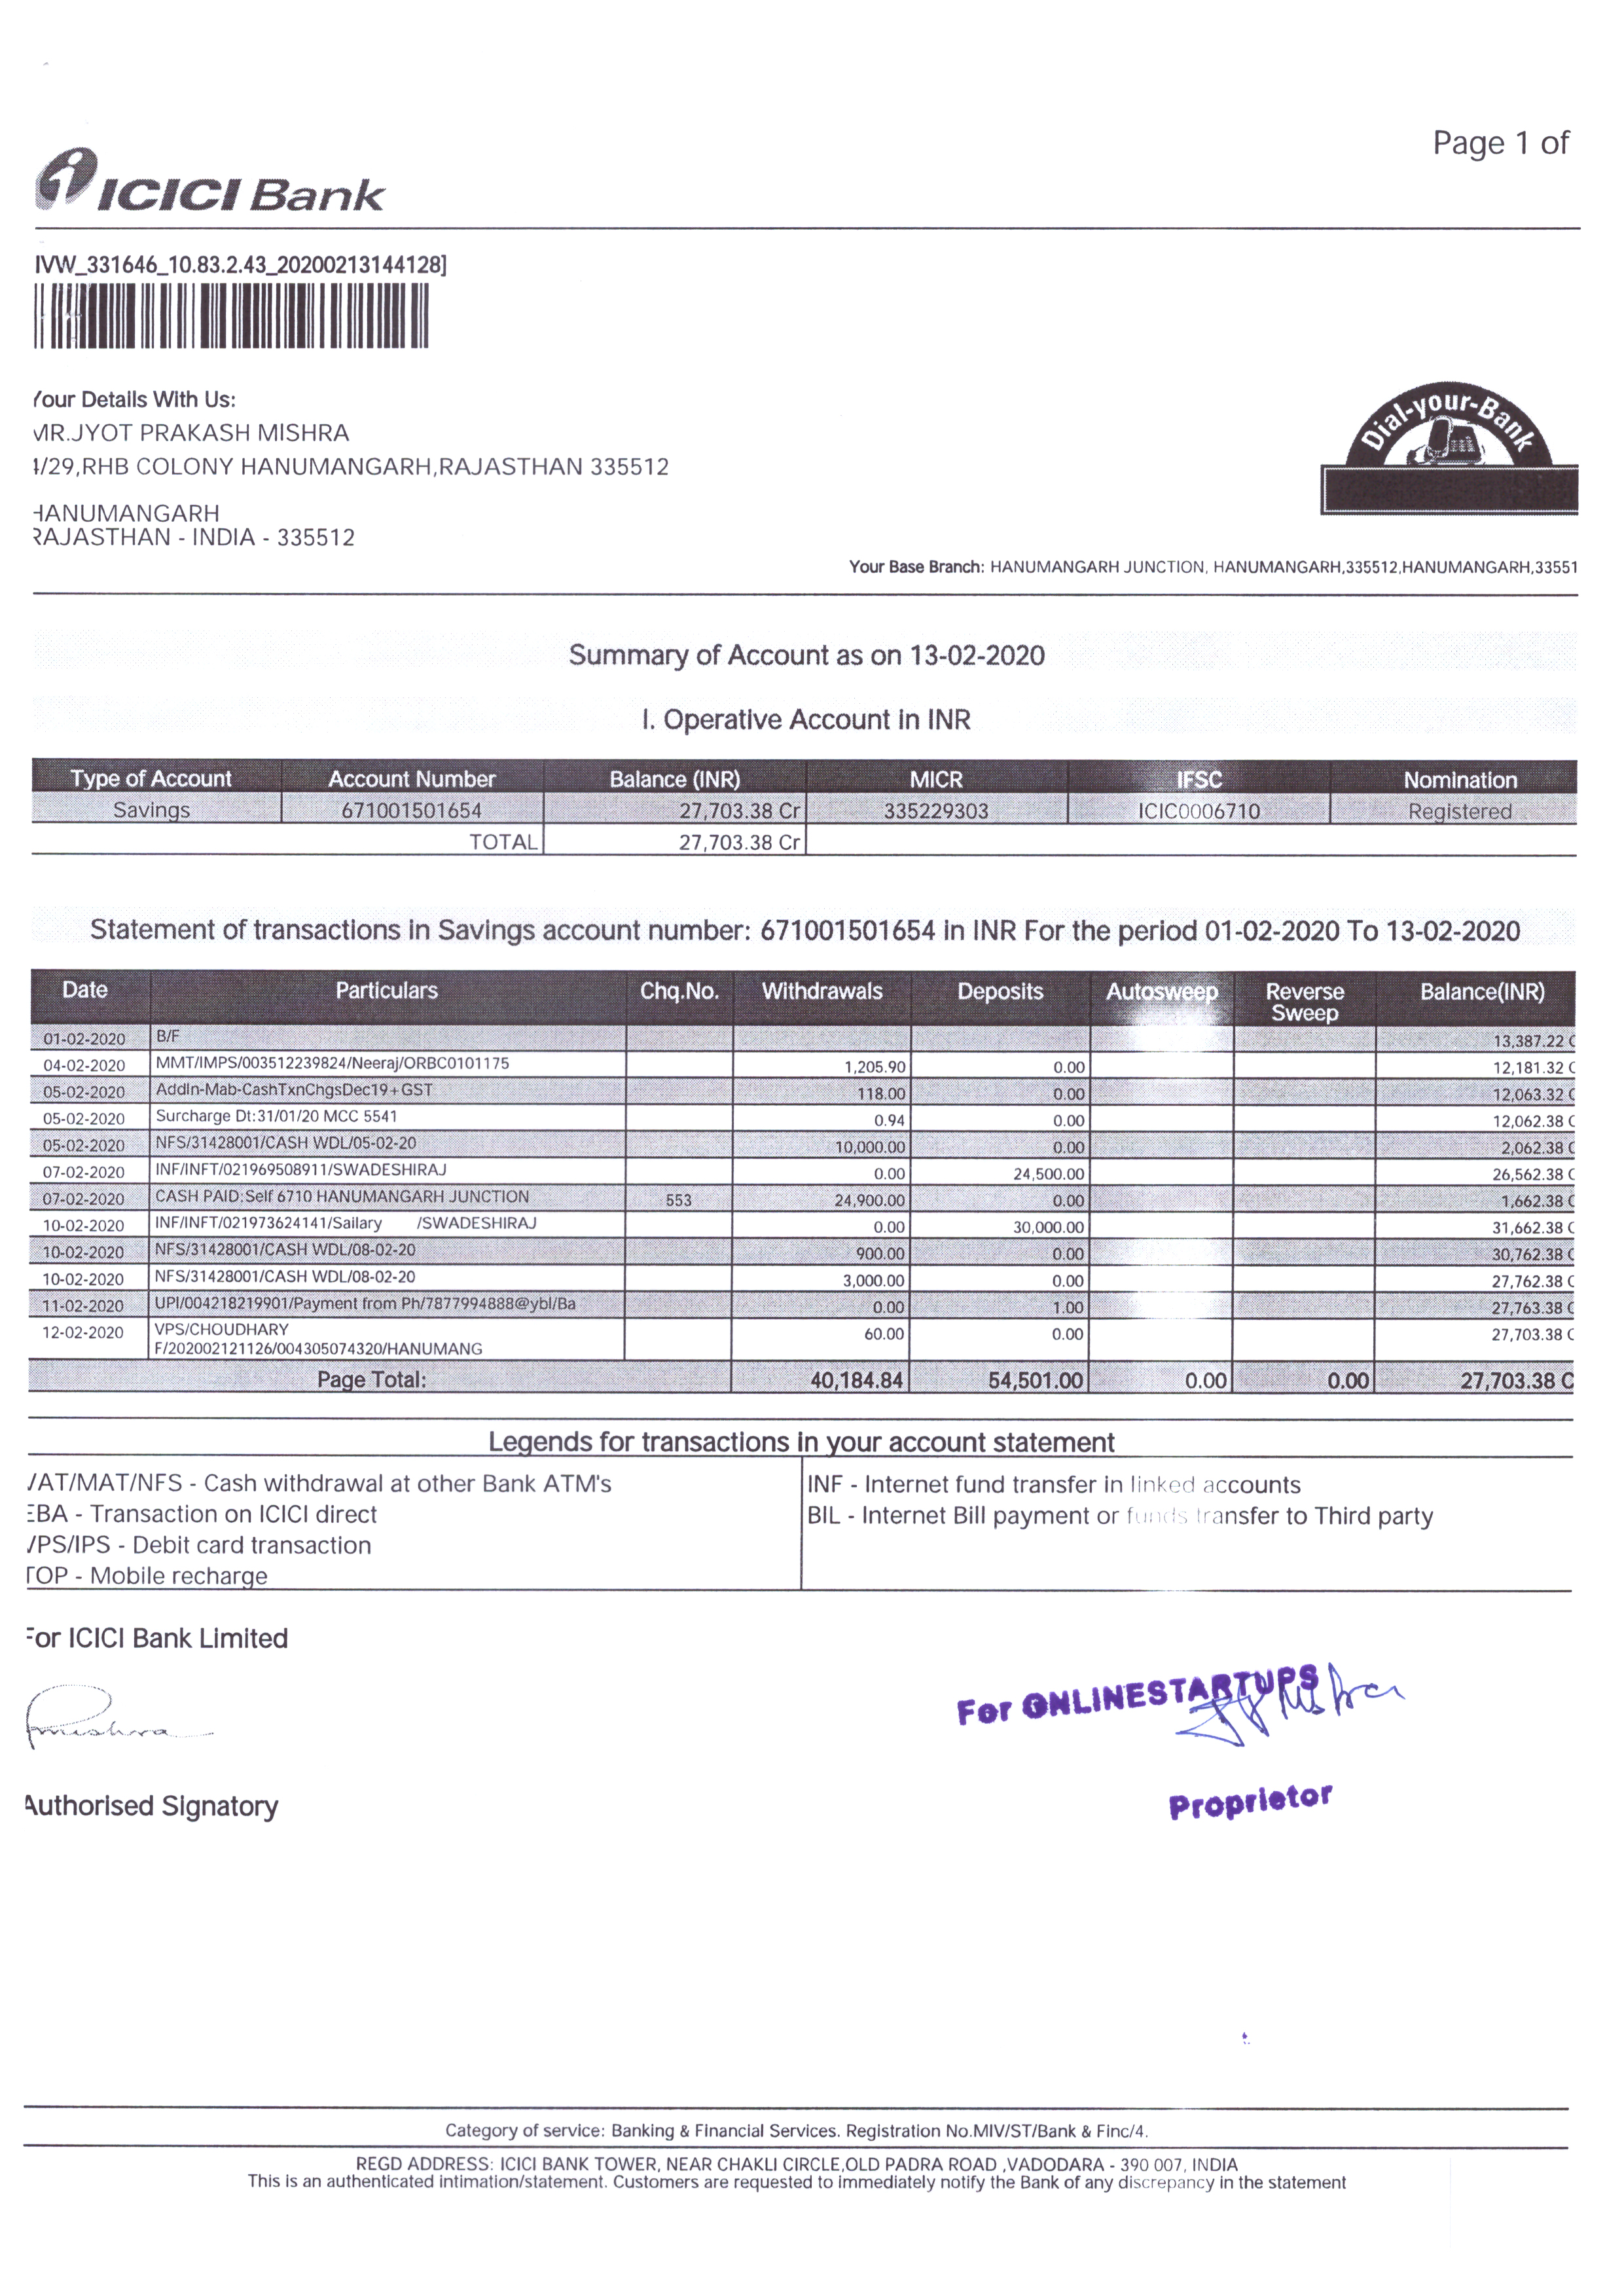 Page 1 of
ICICI Bank
IVW_331646_10.83.2.43_20200213144128]
Your Details With Us:
MR.JYOT PRAKASH MISHRA
/29,RHB COLONY HANUMANGARH,RAJASTHAN 335512
HANUMANGARH
RAJASTHAN - INDIA - 335512
Dial-your-Bank
Your Base Branch: HANUMANGARH JUNCTION, HANUMANGARH,335512,HANUMANGARH,33551
Summary of Account as on 13-02-2020
I. Operative Account in INR
Type of Account Account Number Balance (INR) MICR IFSC Nomination
Savings 671001501654 27,703.38 Cr 335229303 ICIC0006710 Registered
TOTAL 27,703.38 Cr
Statement of transactions in Savings account number: 671001501654 in INR For the period 01-02-2020 To 13-02-2020
Date Particulars Chq.No. Withdrawals Deposits Autosweep Reverse Sweep Balance(INR)
01-02-2020 B/F 13,387.22 C
04-02-2020 MMT/IMPS/003512239824/Neeraj/ORBC0101175 1,205.90 0.00 12,181.32 C
05-02-2020 AddIn-Mab-CashTxnChgsDec19+GST 118.00 0.00 12,063.32 C
05-02-2020 Surcharge Dt:31/01/20 MCC 5541 0.94 0.00 12,062.38 C
05-02-2020 NFS/31428001/CASH WDL/05-02-20 10,000.00 0.00 2,062.38 C
07-02-2020 INF/INFT/021969508911/SWADESHIRAJ 0.00 24,500.00 26,562.38 C
07-02-2020 CASH PAID:Self 6710 HANUMANGARH JUNCTION 553 24,900.00 0.00 1,662.38 C
10-02-2020 INF/INFT/021973624141/Sailary /SWADESHIRAJ 0.00 30,000.00 31,662.38 C
10-02-2020 NFS/31428001/CASH WDL/08-02-20 900.00 0.00 30,762.38 C
10-02-2020 NFS/31428001/CASH WDL/08-02-20 3,000.00 0.00 27,762.38 C
11-02-2020 UPI/004218219901/Payment from Ph/7877994888@ybl/Ba 0.00 1.00 27,763.38 C
12-02-2020 VPS/CHOUDHARY 60.00 0.00 27,703.38 C
F/202002121126/004305074320/HANUMANG
Page Total: 40,184.84 54,501.00 0.00 0.00 27,703.38 C
Legends for transactions in your account statement
VAT/MAT/NFS - Cash withdrawal at other Bank ATM's
EBA - Transaction on ICICI direct
VPS/IPS - Debit card transaction
TOP - Mobile recharge
INF - Internet fund transfer in linked accounts
BIL - Internet Bill payment or funds transfer to Third party
For ICICI Bank Limited
Pmishra
Authorised Signatory
For ONLINESTARTUPS
Proprietor
Category of service: Banking & Financial Services. Registration No.MIV/ST/Bank & Finc/4.
REGD ADDRESS: ICICI BANK TOWER, NEAR CHAKLI CIRCLE,OLD PADRA ROAD ,VADODARA - 390 007, INDIA
This is an authenticated intimation/statement. Customers are requested to immediately notify the Bank of any discrepancy in the statement